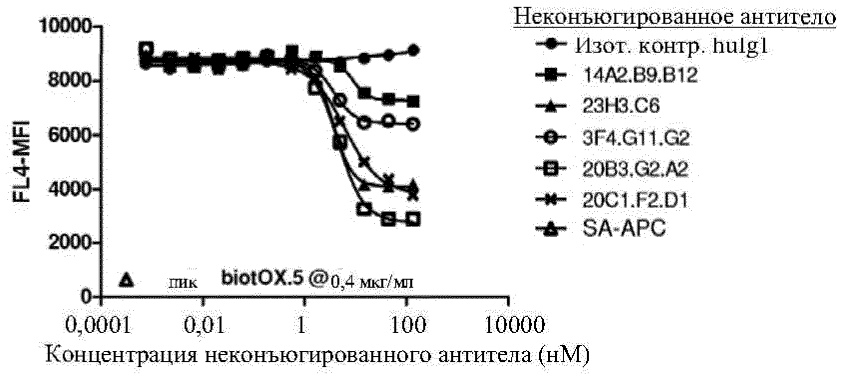 Неконъюгированное антитело
Изот. контр. huIg1
14A2.B9.B12
23H3.C6
3F4.G11.G2
20B3.G2.A2
20C1.F2.D1
SA-APC
FL4-MFI
10000
8000
6000
4000
2000
0
пик biotOX.5 @0,4 мкг/мл
0,0001 0,01 1 100 10000
Концентрация неконъюгированного антитела (нМ)